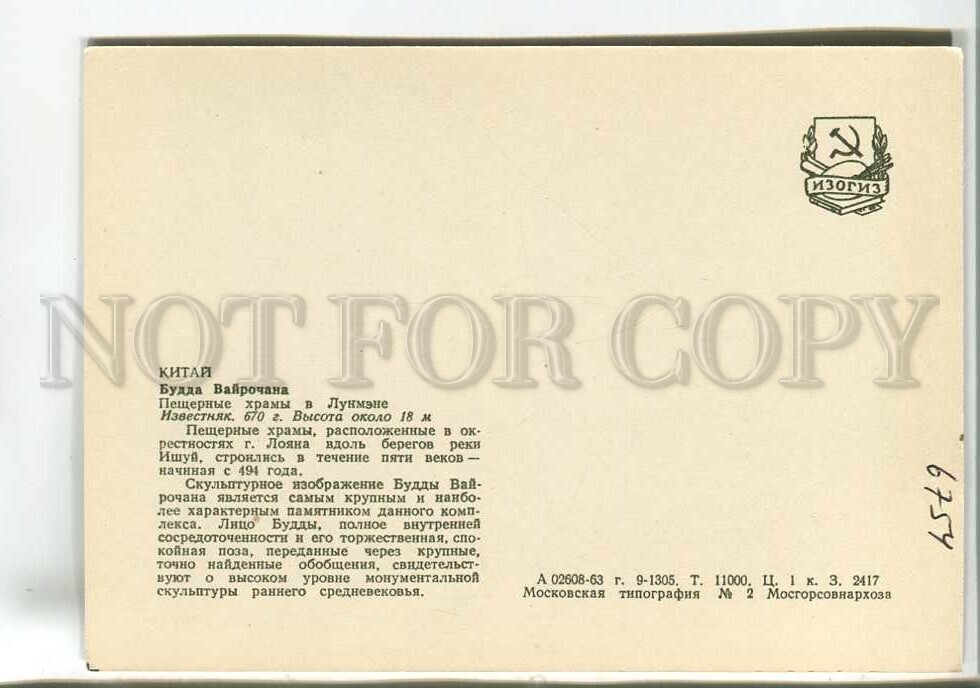 ИЗОГИЗ
NOT FOR COPY
КИТАЙ
Будда Вайрочана
Пещерные храмы в Лунмэне
Известняк. 670 г. Высота около 18 м
Пещерные храмы, расположенные в ок-
рестностях г. Лояна вдоль берегов реки
Ишуй, строились в течение пяти веков —
начиная с 494 года.
Скульптурное изображение Будды Вай-
рочана является самым крупным и наибо-
лее характерным памятником данного комп-
лекса. Лицо Будды, полное внутренней
сосредоточенности и его торжественная, спо-
койная поза, переданные через крупные,
точно найденные обобщения, свидетельст-
вуют о высоком уровне монументальной
скульптуры раннего средневековья.
А 02608-63 г. 9-1305. Т. 11000. Ц. 1 к. З. 2417
Московская типография № 2 Мосгорсовнархоза